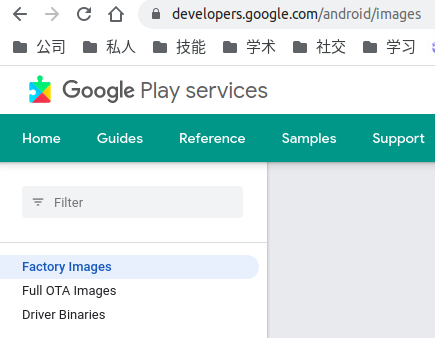 developers.google.com/android/images
公司 私人 技能 学术 社交 学习
Google Play services
Home Guides Reference Samples Support
Filter
Factory Images
Full OTA Images
Driver Binaries